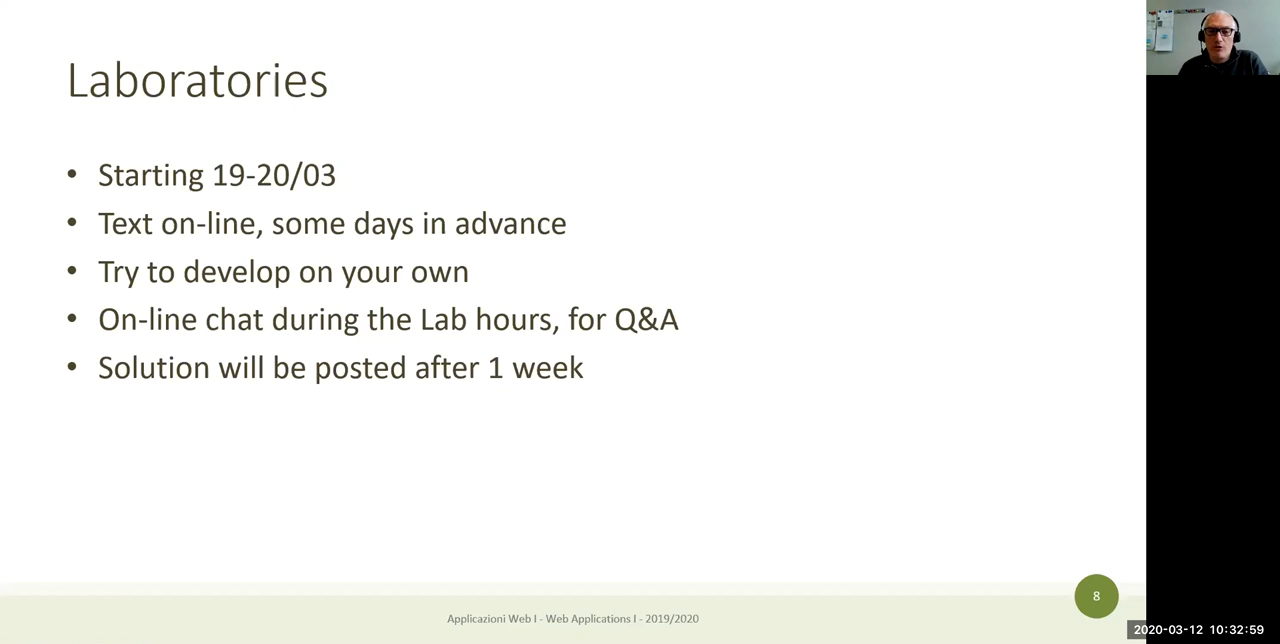 Laboratories
• Starting 19-20/03
• Text on-line, some days in advance
• Try to develop on your own
• On-line chat during the Lab hours, for Q&A
• Solution will be posted after 1 week
Applicazioni Web I - Web Applications I - 2019/2020
8
2020-03-12 10:32:59